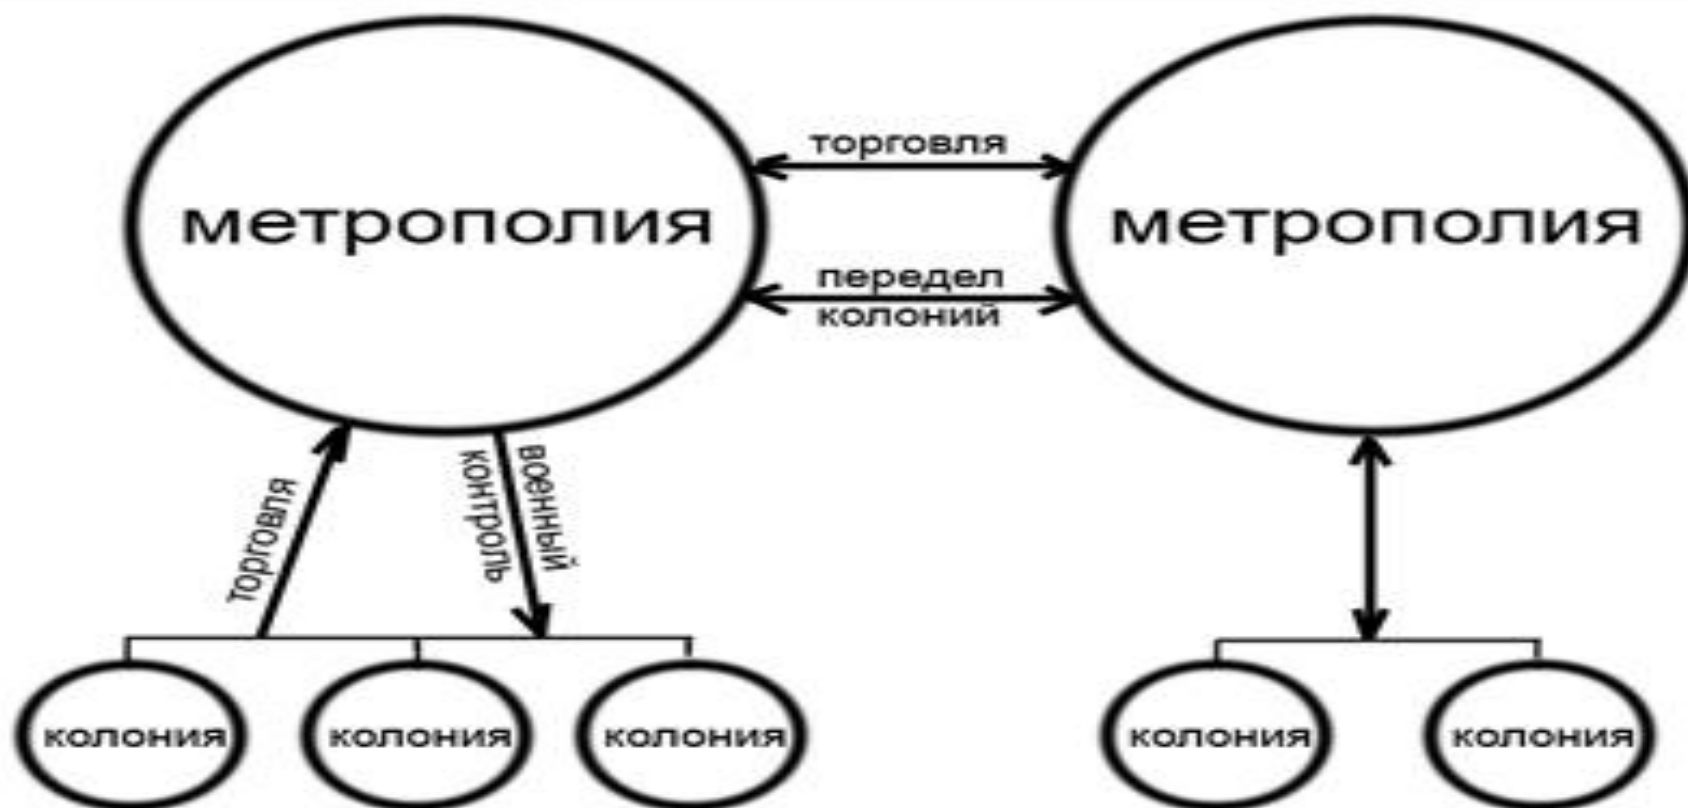 торговля
метрополия
метрополия
передел
колоний
торговля
военный
контроль
колония
колония
колония
колония
колония